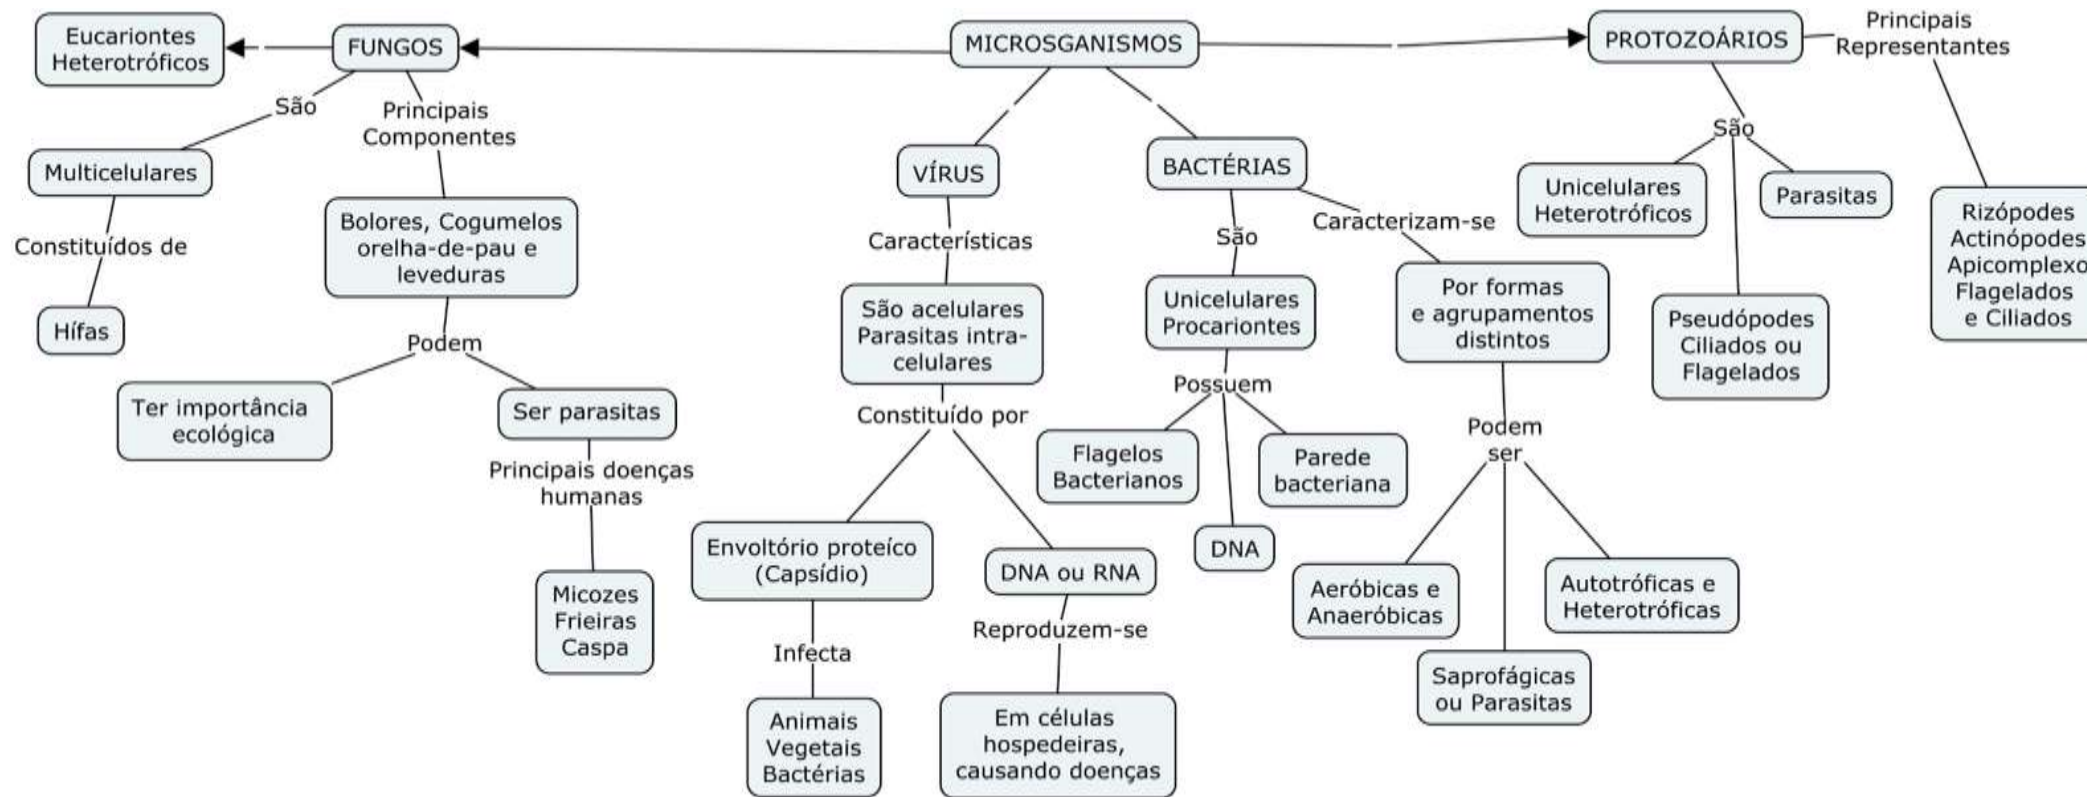 Eucariontes
Heterotróficos
FUNGOS
MICROSGANISMOS
PROTOZOÁRIOS
Principais
Representantes
São
Principais
Componentes
Multicelulares
Constituídos de
Hífas
Bolores, Cogumelos
orelha-de-pau e
leveduras
Podem
Ter importância
ecológica
Ser parasitas
Principais doenças
humanas
Micozes
Frieiras
Caspa
VÍRUS
Características
São acelulares
Parasitas intra-
celulares
Constituído por
Envoltório proteíco
(Capsídio)
Infecta
Animais
Vegetais
Bactérias
DNA ou RNA
Reproduzem-se
Em células
hospedeiras,
causando doenças
BACTÉRIAS
São
Unicelulares
Procariontes
Possuem
Flagelos
Bacterianos
DNA
Parede
bacteriana
Caracterizam-se
Por formas
e agrupamentos
distintos
Podem
ser
Aeróbicas e
Anaeróbicas
Saprofágicas
ou Parasitas
Autotróficas e
Heterotróficas
São
Unicelulares
Heterotróficos
Pseudópodes
Ciliados ou
Flagelados
Parasitas
Rizópodes
Actinópodes
Apicomplexo
Flagelados
e Ciliados